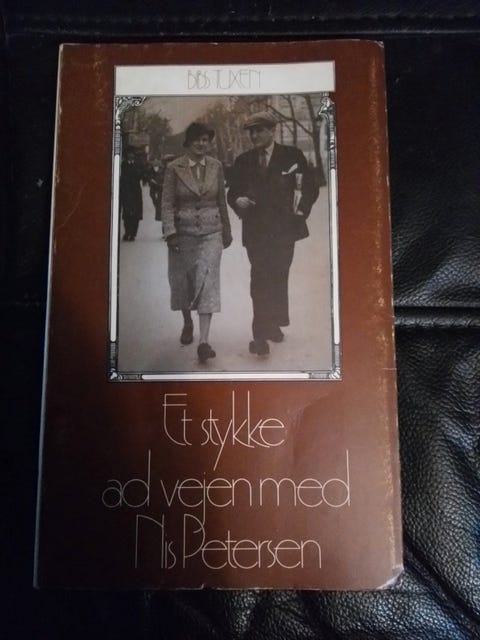 BIBS TUXEN
Et stykke
ad vejen med
Nis Petersen